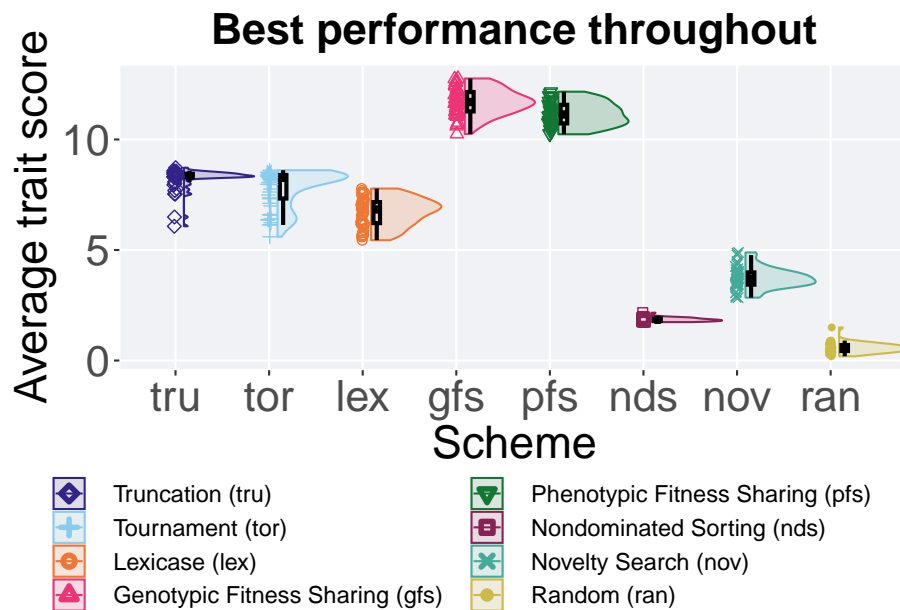 Best performance throughout
Average trait score
10
5
0
tru tor lex gfs pfs nds nov ran
Scheme
Truncation (tru)
Tournament (tor)
Lexicase (lex)
Genotypic Fitness Sharing (gfs)
Phenotypic Fitness Sharing (pfs)
Nondominated Sorting (nds)
Novelty Search (nov)
Random (ran)